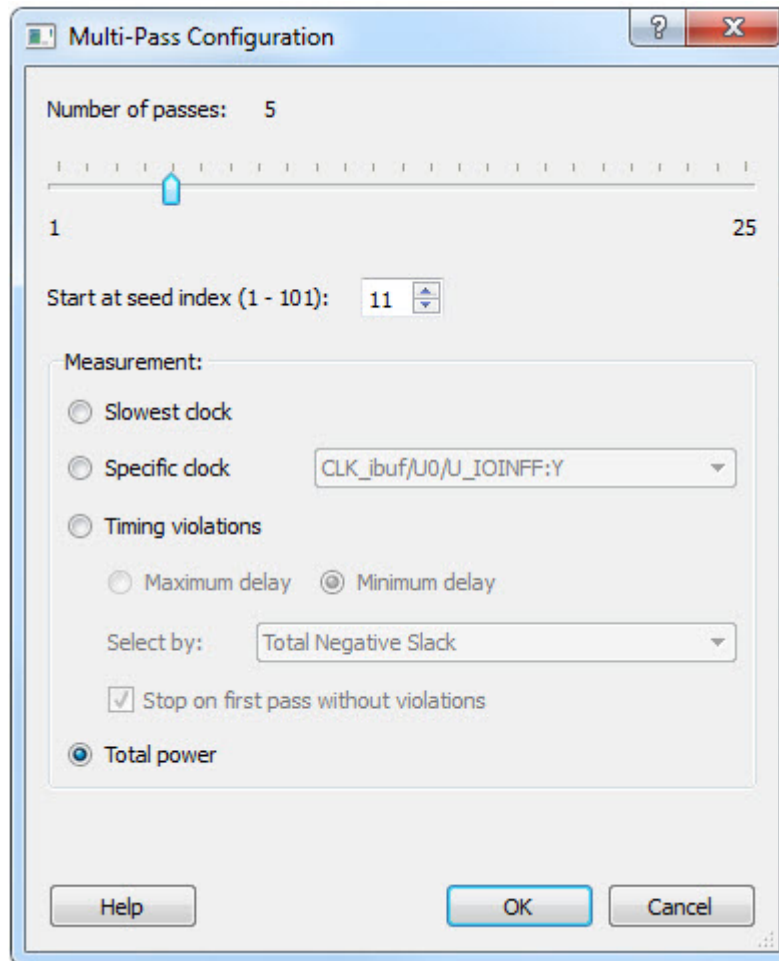 Multi-Pass Configuration
Number of passes: 5
1 25
Start at seed index (1 - 101): 11
Measurement:
Slowest clock
Specific clock CLK_ibuf/U0/U_IOINFF:Y
Timing violations
Maximum delay Minimum delay
Select by: Total Negative Slack
Stop on first pass without violations
Total power
Help OK Cancel